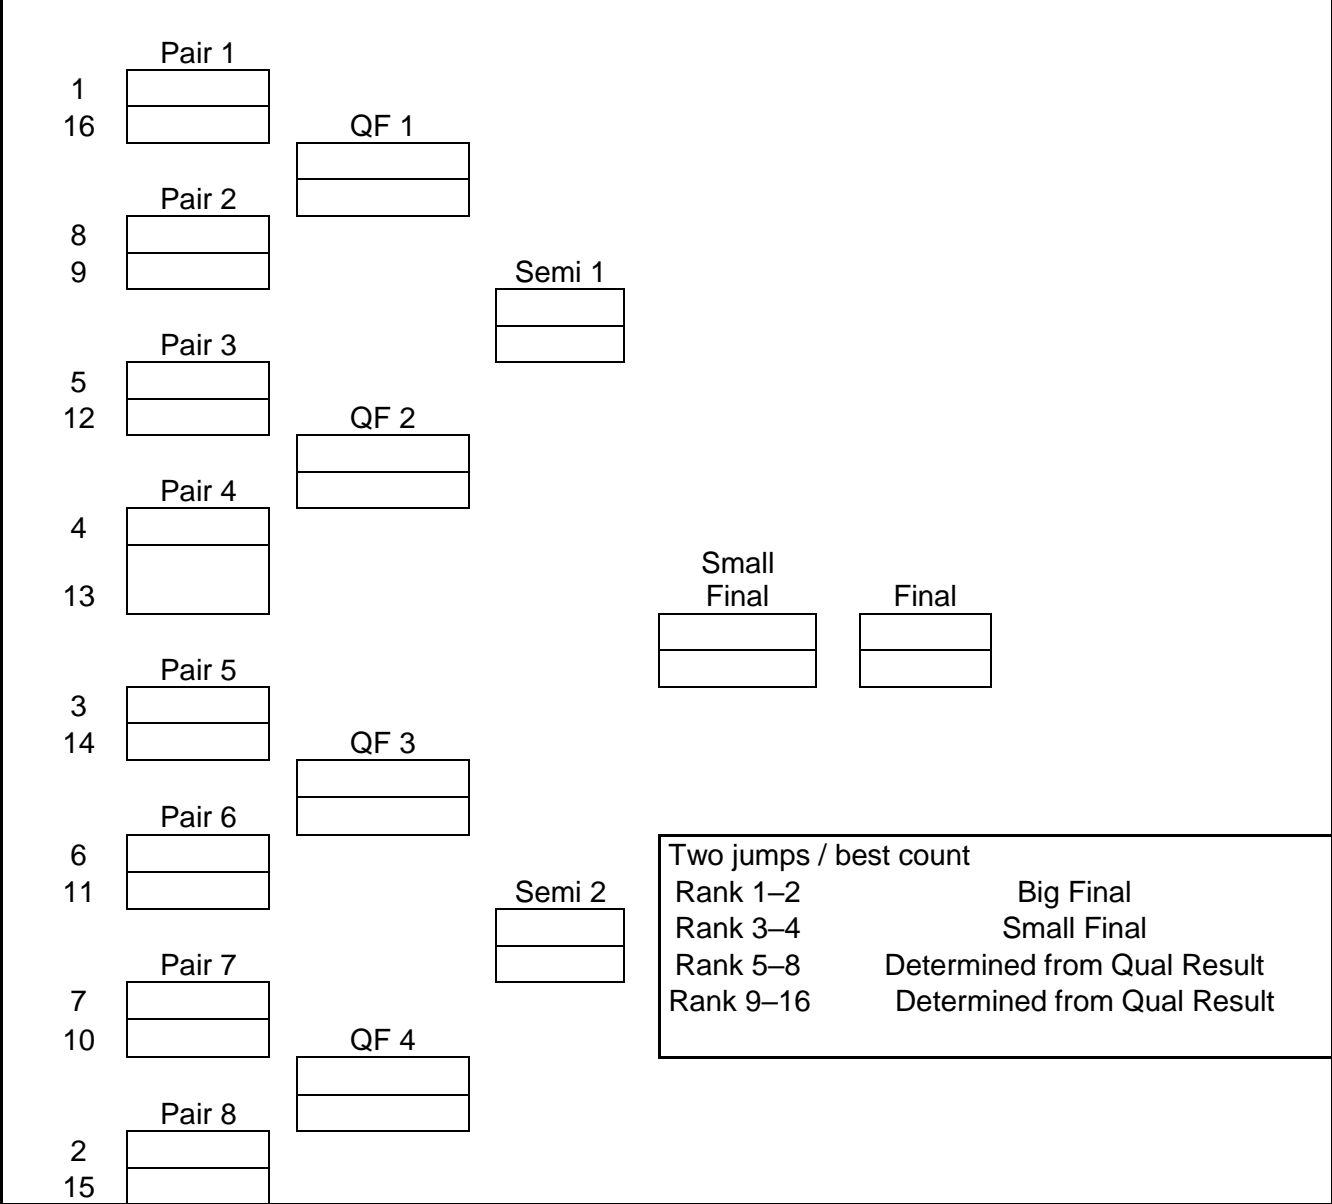 Pair 1
1
16
QF 1
Pair 2
8
9
Semi 1
Pair 3
5
12
QF 2
Pair 4
4
13
Small
Final
Final
Pair 5
3
14
QF 3
Pair 6
6
11
Semi 2
Pair 7
7
10
QF 4
Pair 8
2
15
Two jumps / best count
Rank 1–2 Big Final
Rank 3–4 Small Final
Rank 5–8 Determined from Qual Result
Rank 9–16 Determined from Qual Result